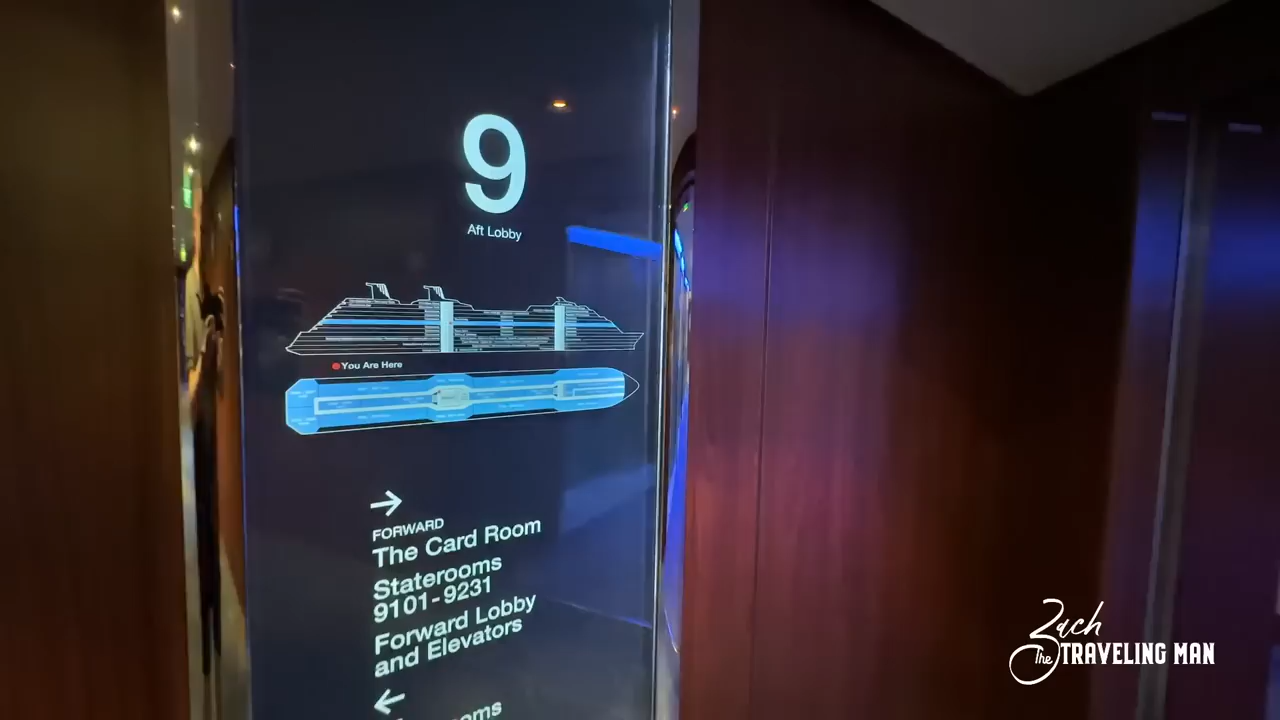 9
Aft Lobby
You Are Here
→
FORWARD
The Card Room
Staterooms
9101-9231
Forward Lobby
and Elevators
←
Zach
The TRAVELING MAN